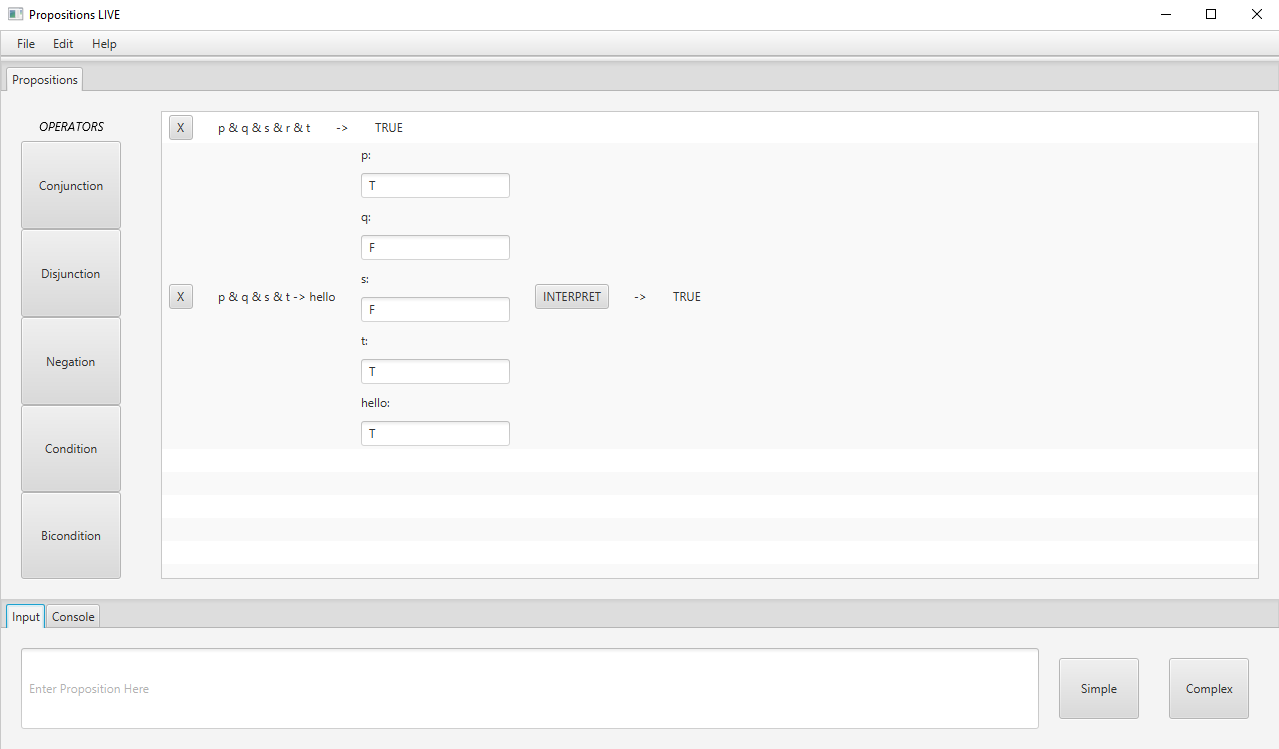 Propositions LIVE
File Edit Help
Propositions
OPERATORS
Conjunction
Disjunction
Negation
Condition
Bicondition
X p & q & s & r & t -> TRUE
p:
T
q:
F
s:
X p & q & s & t -> hello INTERPRET -> TRUE
F
t:
T
hello:
T
Input Console
Enter Proposition Here
Simple
Complex